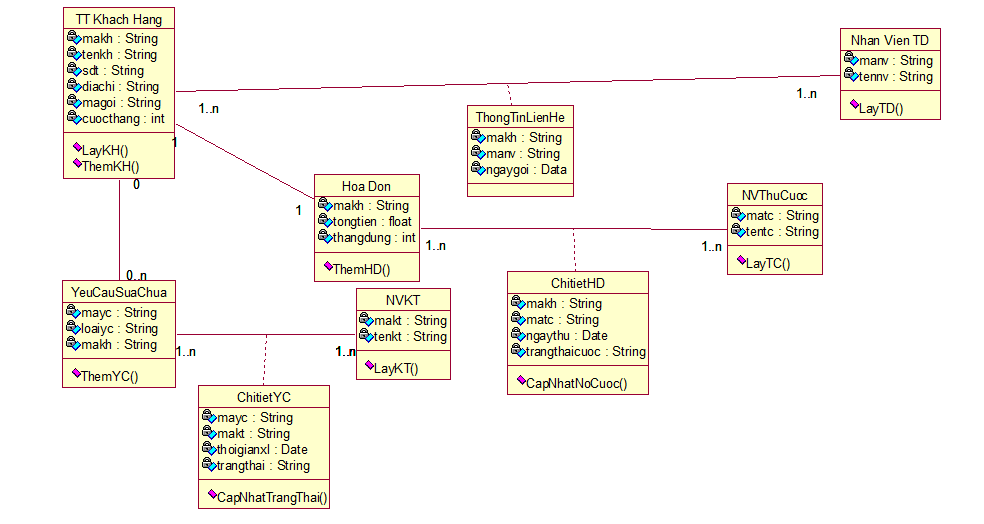 TT Khach Hang
makh : String
tenkh : String
sdt : String
diachi : String
magoi : String
cuocthang : int
LayKH()
ThemKH()
1..n
1..n
Nhan Vien TD
manv : String
tennv : String
LayTD()
ThongTinLienHe
makh : String
manv : String
ngaygoi : Data
1
1
Hoa Don
makh : String
tongtien : float
thangdung : int
ThemHD()
1..n
1..n
NVThuCuoc
matc : String
tentc : String
LayTC()
ChitietHD
makh : String
matc : String
ngaythu : Date
trangthaicuoc : String
CapNhatNoCuoc()
0
0..n
YeuCauSuaChua
mayc : String
loaiyc : String
makh : String
ThemYC()
1..n
1..n
NVKT
makt : String
tenkt : String
LayKT()
ChitietYC
mayc : String
makt : String
thoigianxl : Date
trangthai : String
CapNhatTrangThai()